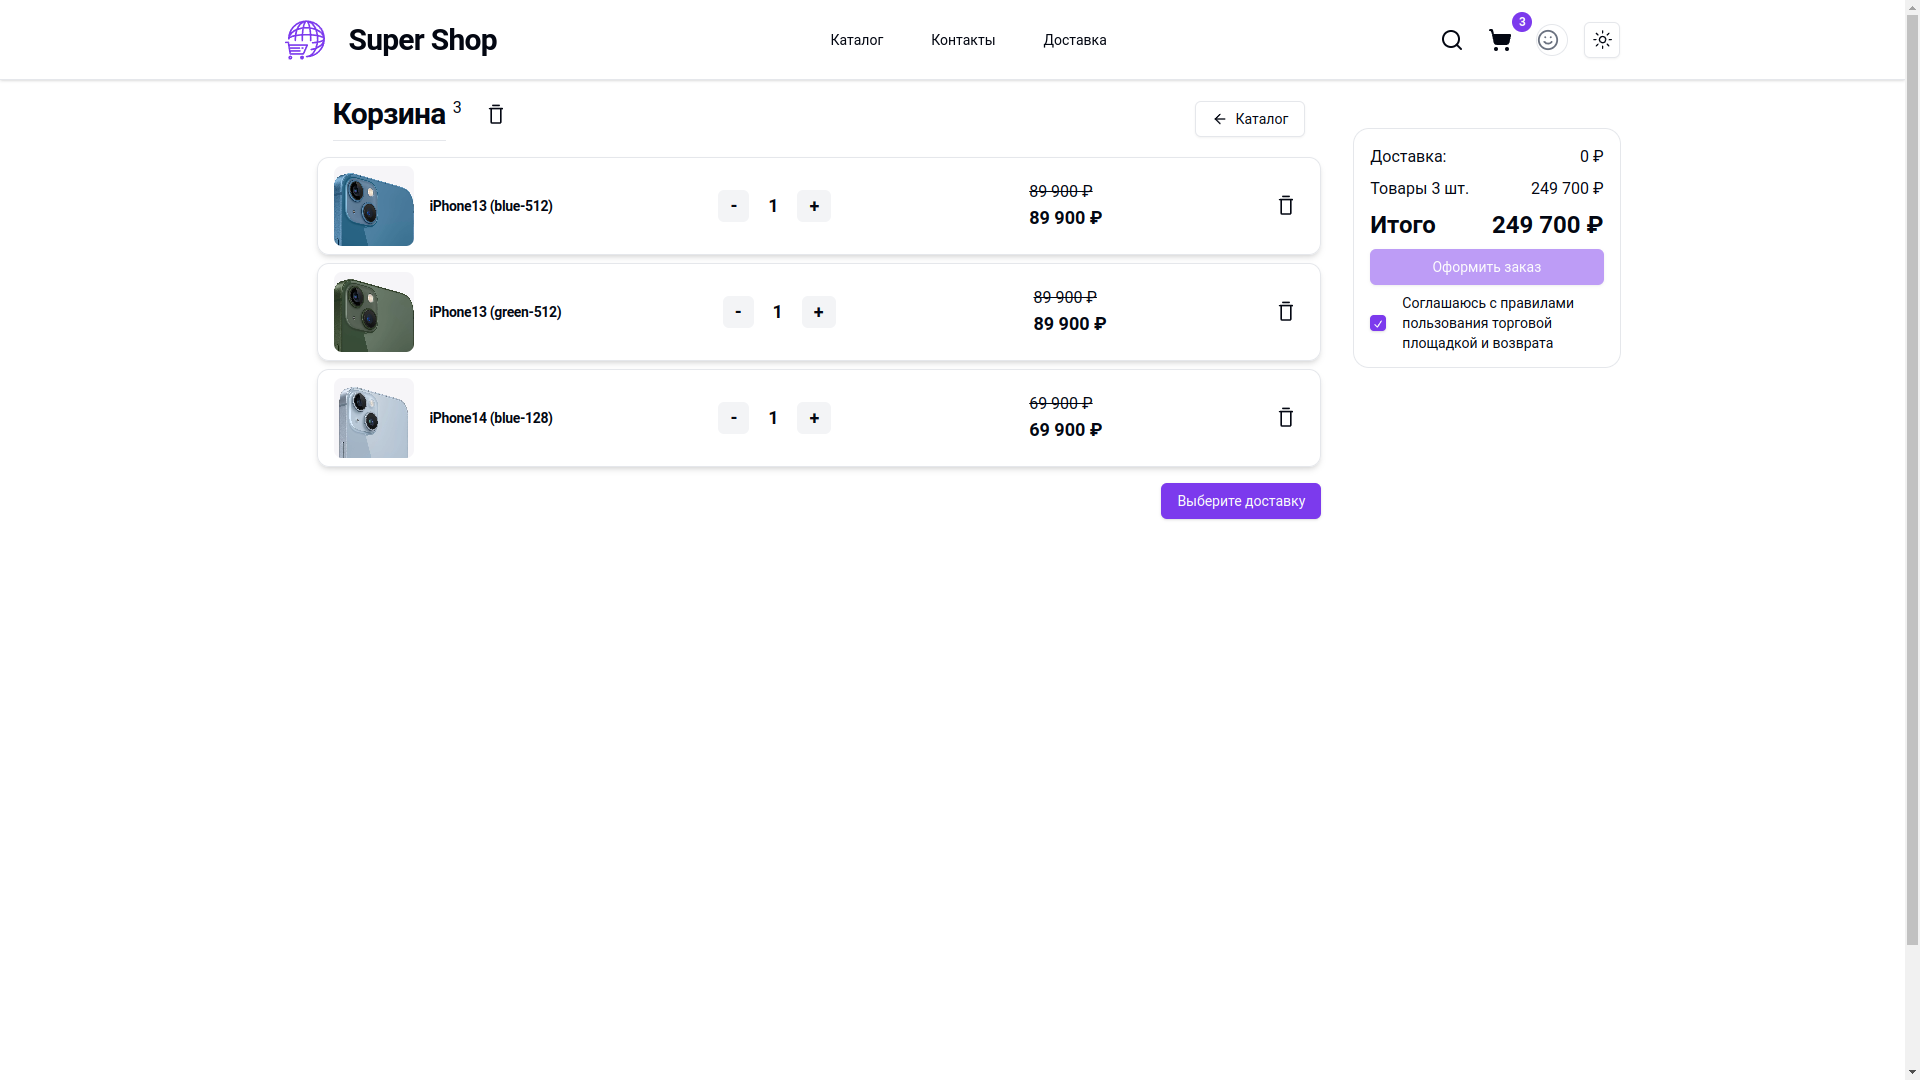 Super Shop
Каталог
Контакты
Доставка
3
Корзина 3
Каталог
iPhone13 (blue-512)
- 1 +
89 900 ₽
89 900 ₽
iPhone13 (green-512)
- 1 +
89 900 ₽
89 900 ₽
iPhone14 (blue-128)
- 1 +
69 900 ₽
69 900 ₽
Выберите доставку
Доставка: 0 ₽
Товары 3 шт. 249 700 ₽
Итого 249 700 ₽
Оформить заказ
Соглашаюсь с правилами
пользования торговой
площадкой и возврата